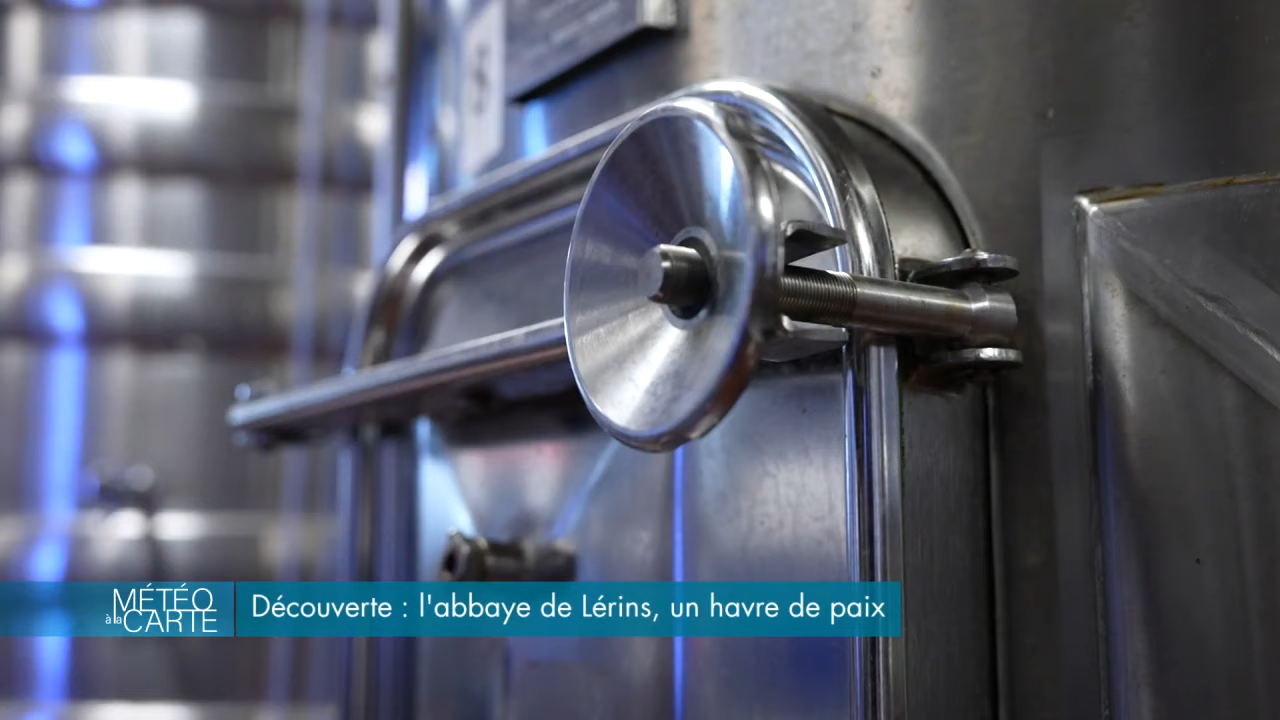 MÉTÉO
à la CARTE
Découverte : l'abbaye de Lérins, un havre de paix